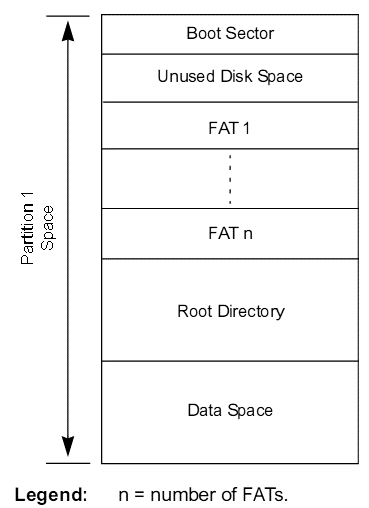 Boot Sector
Unused Disk Space
FAT 1
FAT n
Root Directory
Data Space
Partition 1
Space
Legend: n = number of FATs.